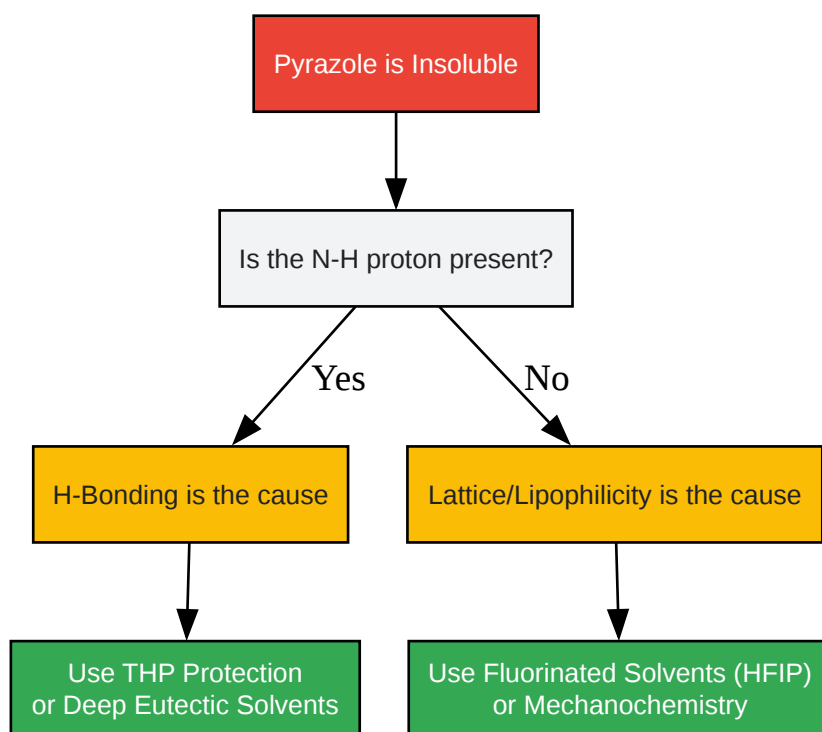 Pyrazole is Insoluble
Is the N-H proton present?
Yes
No
H-Bonding is the cause
Lattice/Lipophilicity is the cause
Use THP Protection
or Deep Eutectic Solvents
Use Fluorinated Solvents (HFIP)
or Mechanochemistry